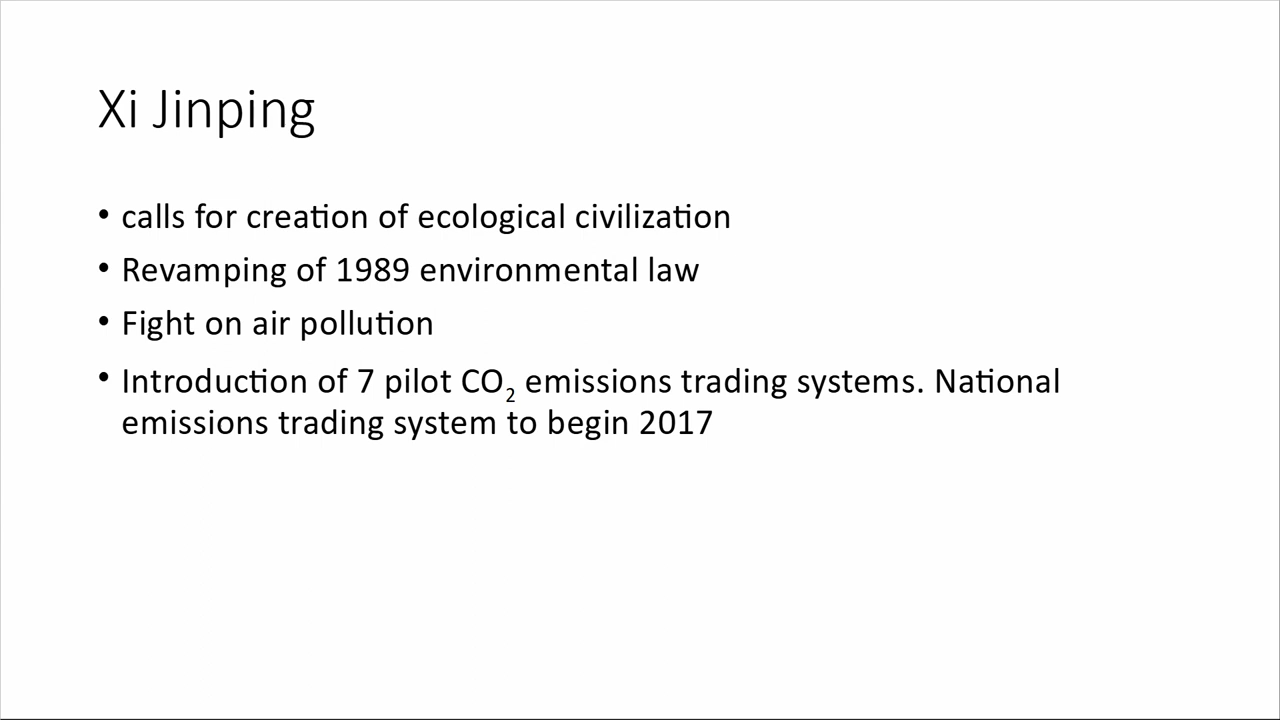 Xi Jinping
• calls for creation of ecological civilization
• Revamping of 1989 environmental law
• Fight on air pollution
• Introduction of 7 pilot CO₂ emissions trading systems. National
emissions trading system to begin 2017